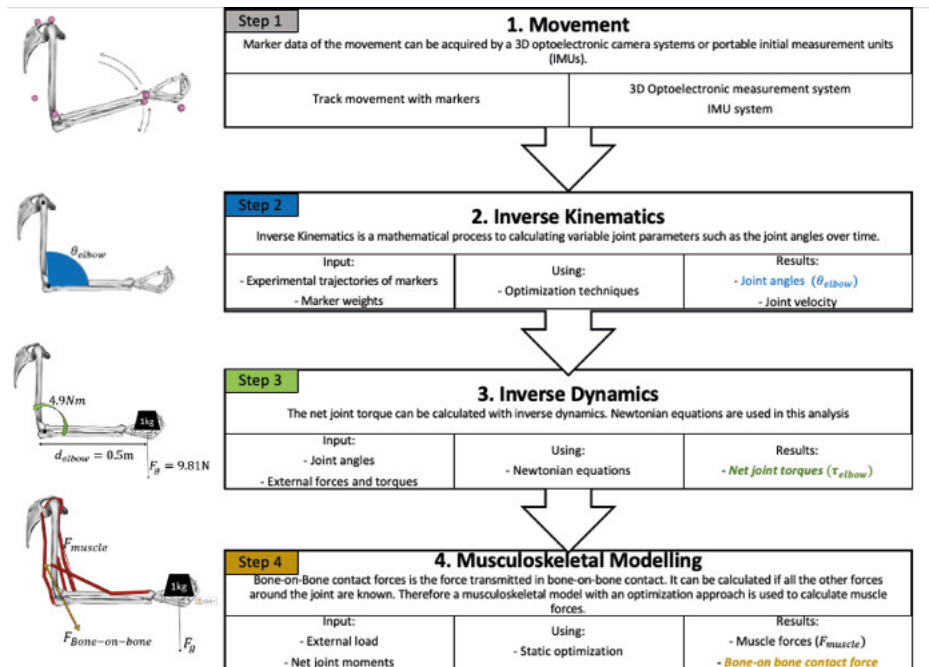 Step 1
1. Movement
Marker data of the movement can be acquired by a 3D optoelectronic camera systems or portable initial measurement units
(IMUs).
Track movement with markers
3D Optoelectronic measurement system
IMU system
θelbow
Step 2
2. Inverse Kinematics
Inverse Kinematics is a mathematical process to calculating variable joint parameters such as the joint angles over time.
Input:
- Experimental trajectories of markers
- Marker weights
Using:
- Optimization techniques
Results:
- Joint angles (θelbow)
- Joint velocity
4.9Nm
1kg
delbow = 0.5m
Fg = 9.81N
Step 3
3. Inverse Dynamics
The net joint torque can be calculated with inverse dynamics. Newtonian equations are used in this analysis
Input:
- Joint angles
- External forces and torques
Using:
- Newtonian equations
Results:
- Net joint torques (τelbow)
Fmuscle
1kg
FBone-on-bone
Fg
Step 4
4. Musculoskeletal Modelling
Bone-on-Bone contact forces is the force transmitted in bone-on-bone contact. It can be calculated if all the other forces
around the joint are known. Therefore a musculoskeletal model with an optimization approach is used to calculate muscle
forces.
Input:
- External load
- Net joint moments
Using:
- Static optimization
Results:
- Muscle forces (Fmuscle)
- Bone-on bone contact force